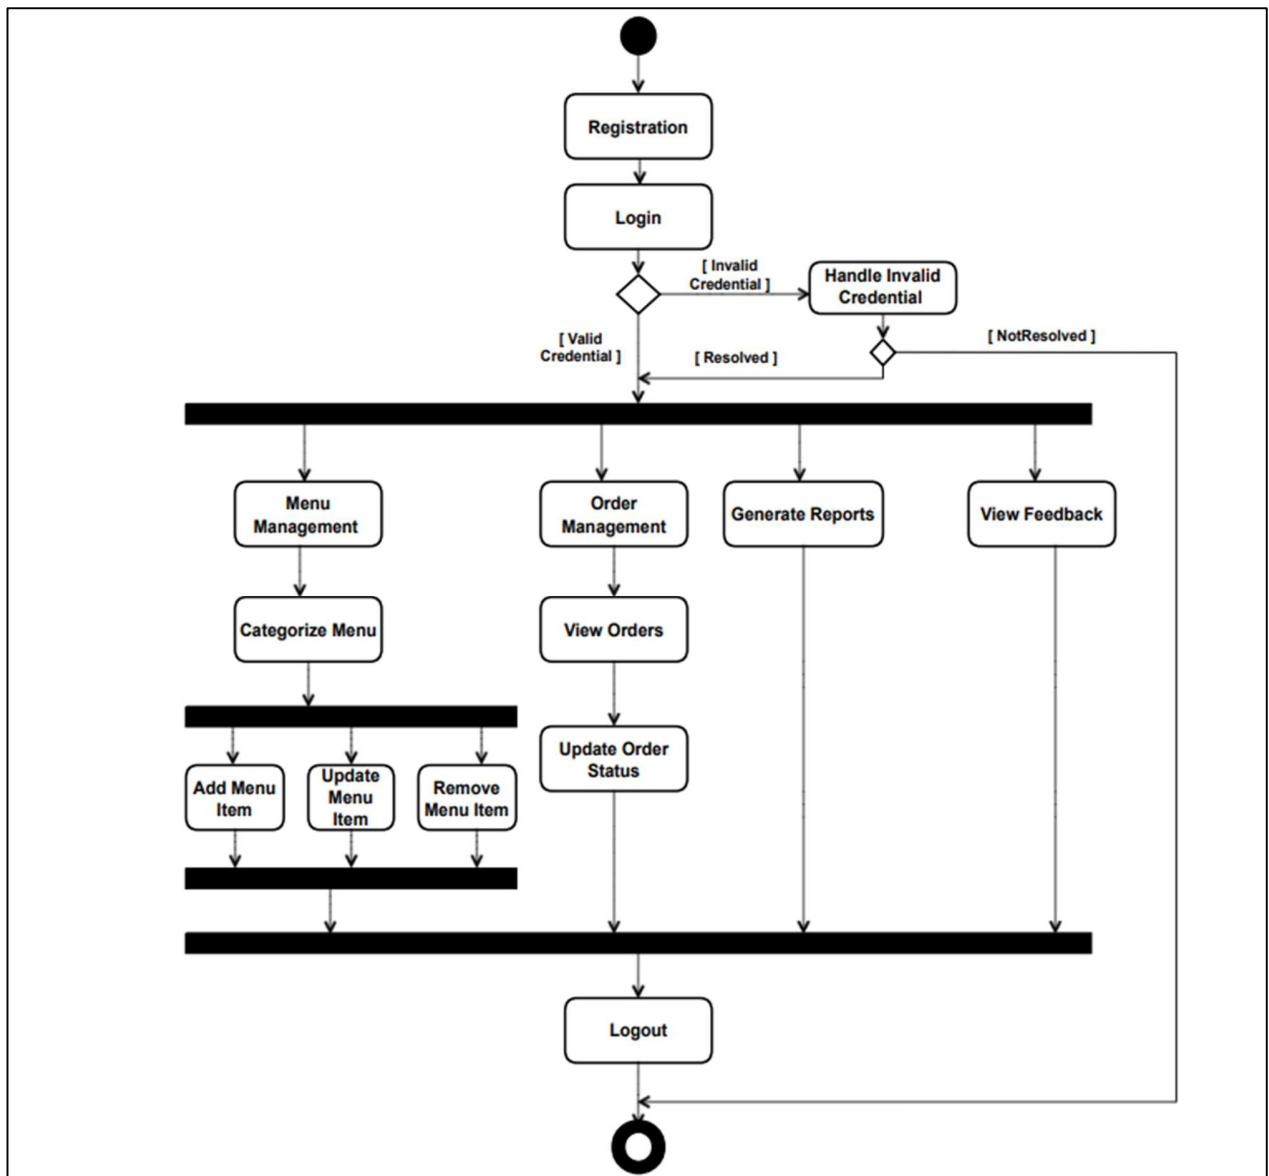 Registration
Login
[ Invalid
Credential ]
Handle Invalid
Credential
[ Valid
Credential ]
[ Resolved ]
[ NotResolved ]
Menu
Management
Order
Management
Generate Reports
View Feedback
Categorize Menu
View Orders
Update Order
Status
Add Menu
Item
Update
Menu
Item
Remove
Menu Item
Logout